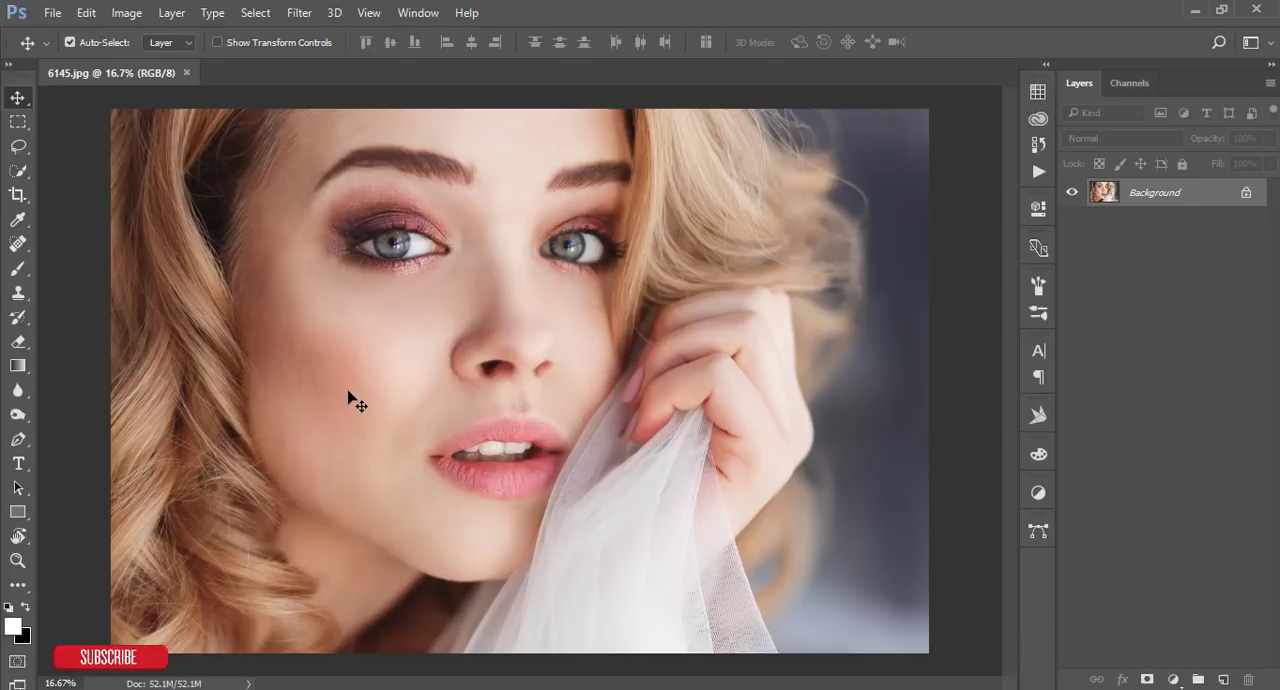 Ps File Edit Image Layer Type Select Filter 3D View Window Help
Auto-Select: Layer Show Transform Controls 3D Mode:
6145.jpg @ 16.7% (RGB/8) ×
Layers Channels
Kind
Normal Opacity: 100%
Lock: Fill: 100%
Background
SUBSCRIBE
16.67% Doc: 52.1M/52.1M